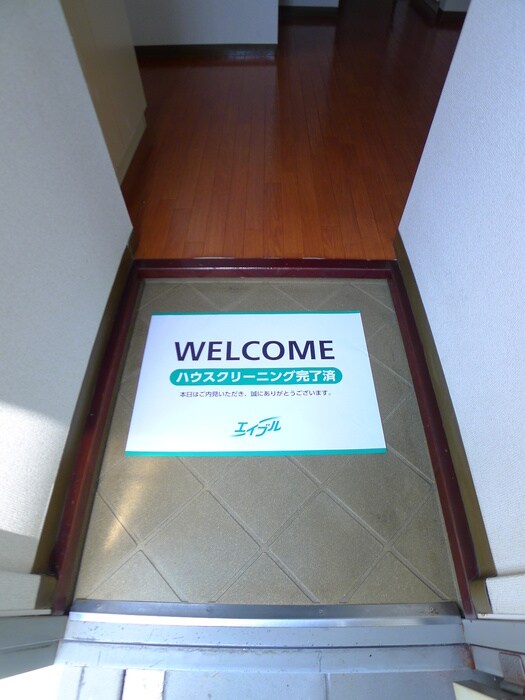 WELCOME
ハウスクリーニング完了済
本日はご内見いただき、誠にありがとうございます。
エイブル